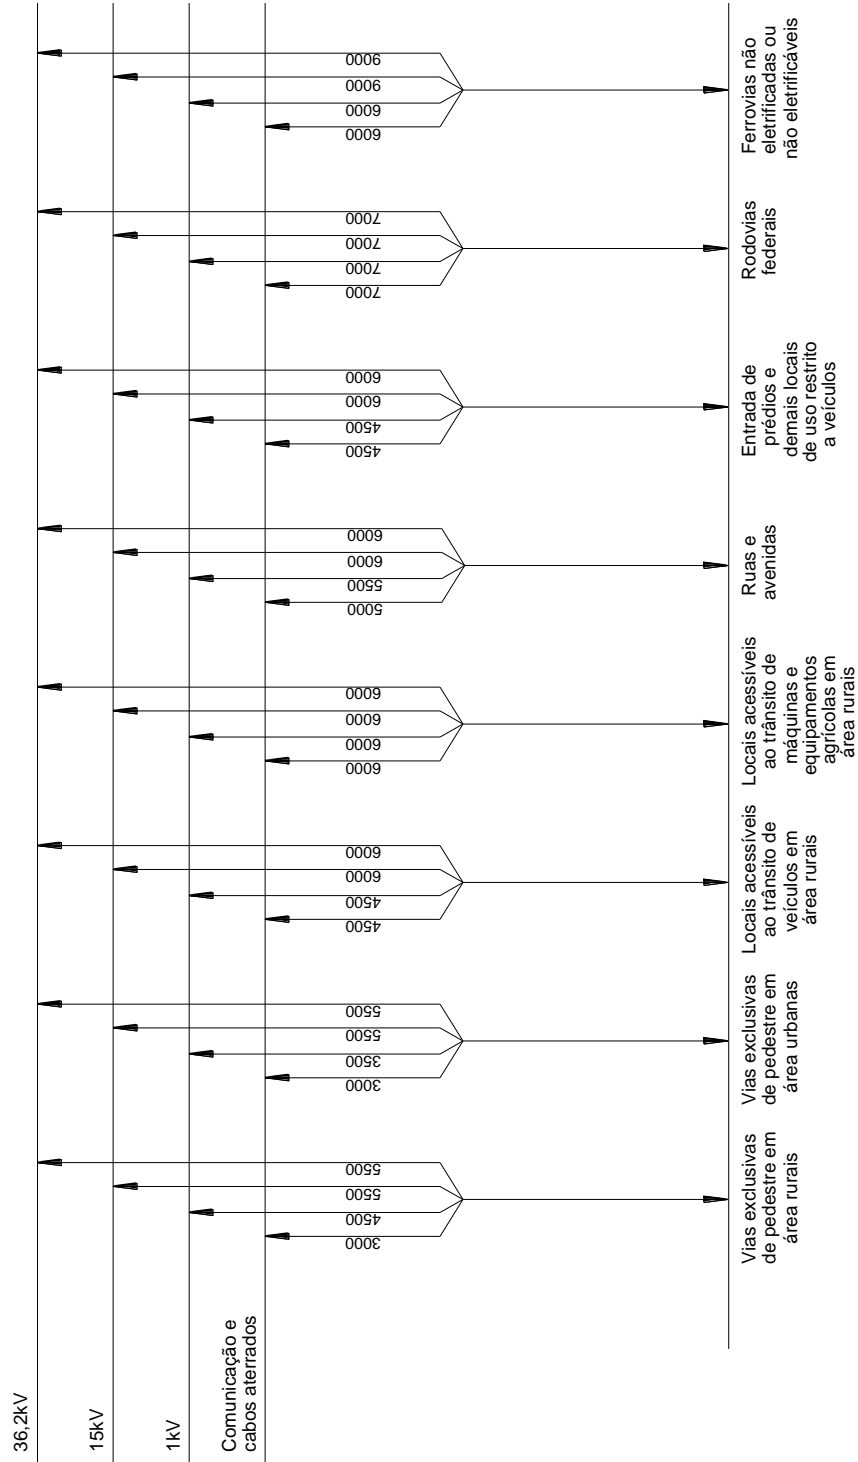 36,2kV
15kV
1kV
Comunicação e
cabos aterrados
3000
4500
5500
5500
Vias exclusivas
de pedestre em
área rurais
3000
3500
5500
5500
Vias exclusivas
de pedestre em
área urbanas
4500
4500
6000
6000
Locais acessíveis
ao trânsito de
veículos em
área rurais
6000
6000
6000
6000
Locais acessíveis
ao trânsito de
máquinas e
equipamentos
agrícolas em
área rurais
5000
5500
6000
6000
Ruas e
avenidas
4500
4500
6000
6000
Entrada de
prédios e
demais locais
de uso restrito
a veículos
7000
7000
7000
7000
Rodovias
federais
6000
6000
9000
9000
Ferrovias não
eletrificadas ou
não eletrificáveis